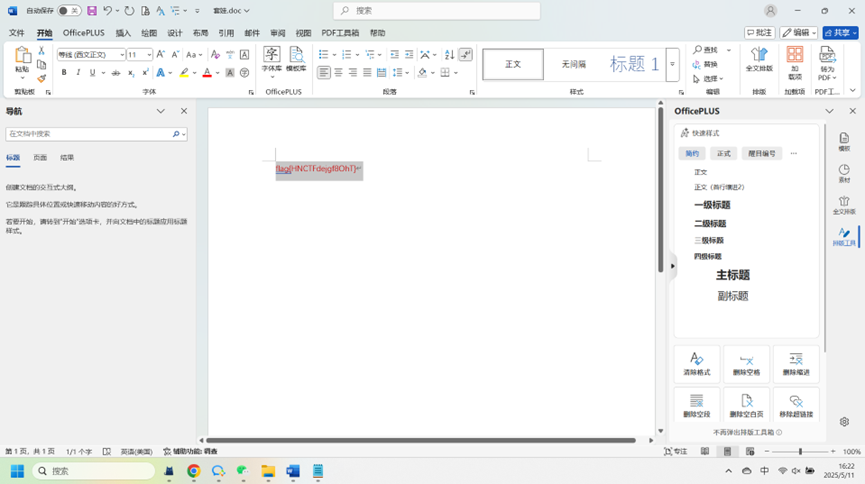 自动保存 关 套娃.doc 搜索
文件 开始 OfficePLUS 插入 绘图 设计 布局 引用 邮件 审阅 视图 PDF工具箱 帮助 批注 编辑 共享
粘贴 等线 (西文正文) 11 A A Aa A
B I U ab x₂ x² A A A
字体库 模板库 正文 无间隔 标题 1 查找 替换 选择 全文排版 加载项 转为PDF
剪贴板 字体 OfficePLUS 段落 样式 编辑 排版 加载项 PDF工...
导航
在文档中搜索
标题 页面 结果
创建文档的交互式大纲。
它是跟踪具体位置或快速移动内容的好方式。
若要开始，请转到“开始”选项卡，并向文档中的标题应用标题
样式。
flag{HNCTFdejgf8OhT}
OfficePLUS
快速样式
简约 正式 醒目编号 ...
正文
正文（首行缩进2）
一级标题
二级标题
三级标题
四级标题
主标题
副标题
清除格式 删除空格 删除缩进
删除空段 删除空白页 移除超链接
不再弹出排版工具箱
模板
素材
全文排版
排版工具
第 1 页，共 1 页 1/1 个字 英语(美国) 辅助功能: 调查 专注 100%
搜索 中 16:22
2025/5/11